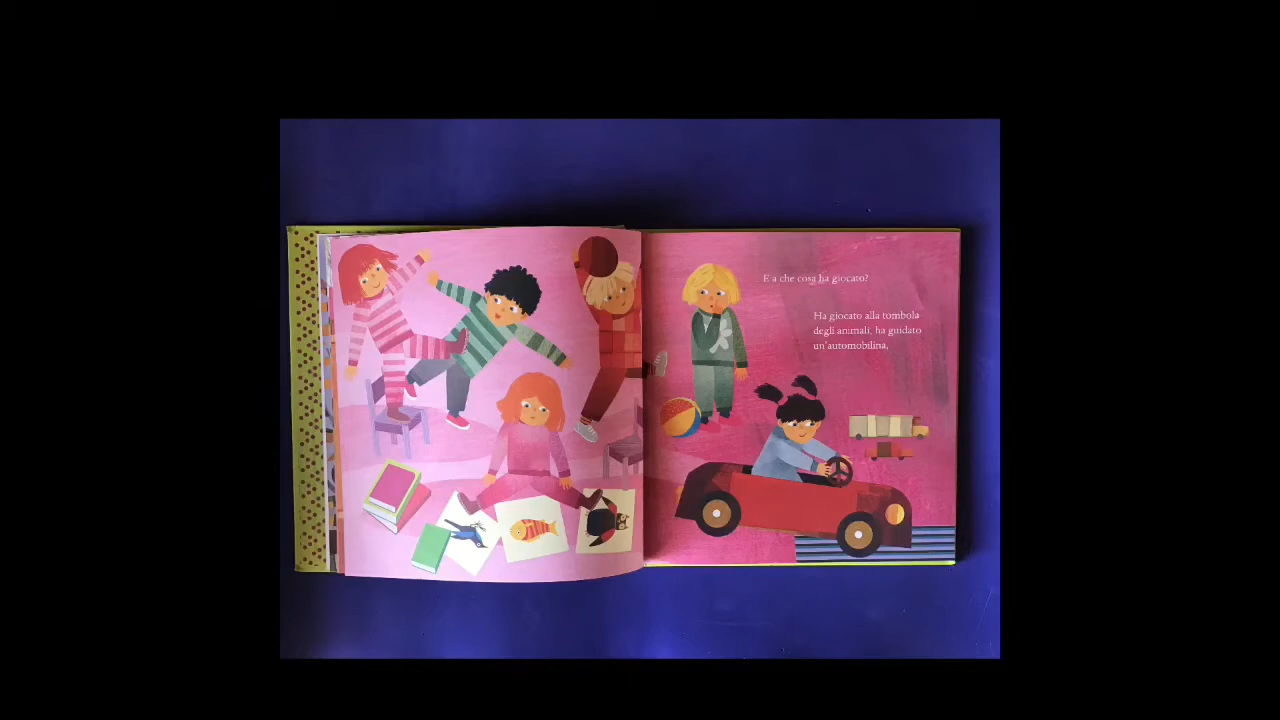 E a che cosa ha giocato?
Ha giocato alla tombola
degli animali, ha guidato
un'automobilina,